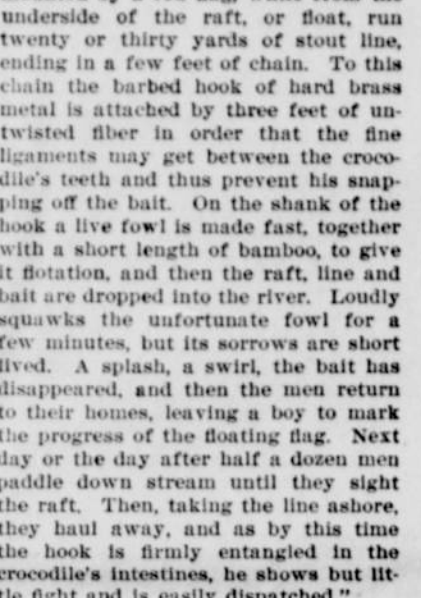 underside of the raft, or float, run
twenty or thirty yards of stout line,
ending in a few feet of chain. To this
chain the barbed hook of hard brass
metal is attached by three feet of un-
twisted fiber in order that the fine
ligaments may get between the croco-
dile's teeth and thus prevent his snap-
ping off the bait. On the shank of the
hook a live fowl is made fast, together
with a short length of bamboo, to give
it flotation, and then the raft, line and
bait are dropped into the river. Loudly
squawks the unfortunate fowl for a
few minutes, but its sorrows are short
lived. A splash, a swirl, the bait has
disappeared, and then the men return
to their homes, leaving a boy to mark
the progress of the floating flag. Next
day or the day after half a dozen men
paddle down stream until they sight
the raft. Then, taking the line ashore,
they haul away, and as by this time
the hook is firmly entangled in the
crocodile's intestines, he shows but lit-
tle fight and is easily dispatched."